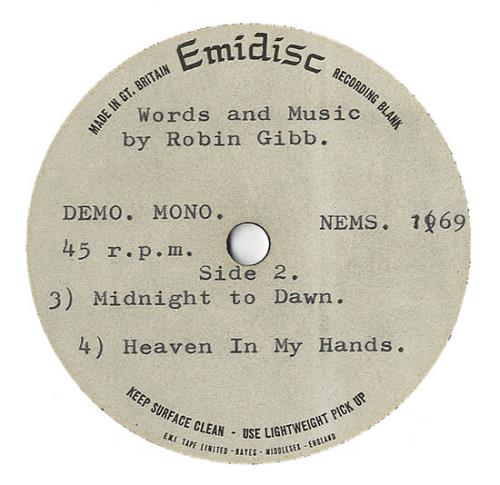 Emidisc
MADE IN GT. BRITAIN
RECORDING BLANK
Words and Music
by Robin Gibb.
DEMO. MONO.
NEMS. 1969
45 r.p.m.
Side 2.
3) Midnight to Dawn.
4) Heaven In My Hands.
KEEP SURFACE CLEAN - USE LIGHTWEIGHT PICK UP
E.M.I. TAPE LIMITED - HAYES - MIDDLESEX - ENGLAND